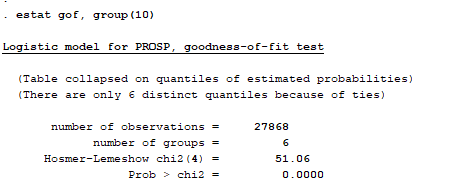 . estat gof, group(10)
Logistic model for PROSP, goodness-of-fit test
(Table collapsed on quantiles of estimated probabilities)
(There are only 6 distinct quantiles because of ties)
number of observations = 27868
number of groups = 6
Hosmer-Lemeshow chi2(4) = 51.06
Prob > chi2 = 0.0000